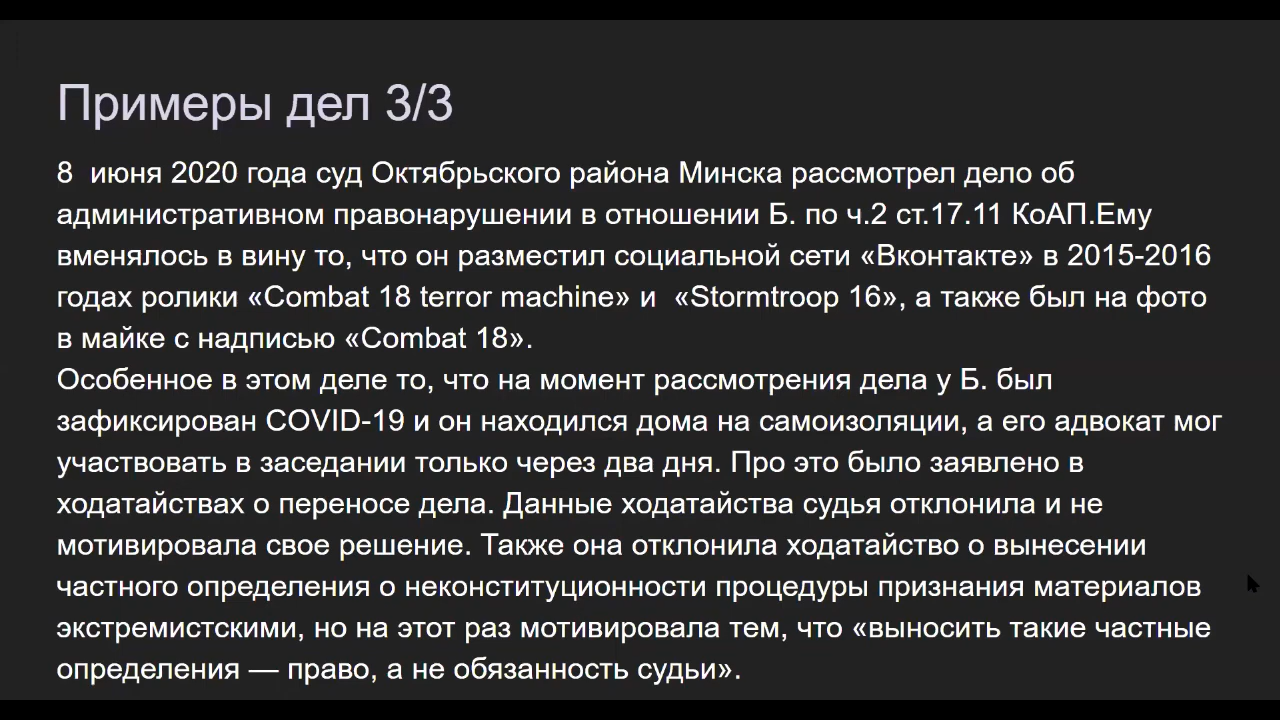 Примеры дел 3/3
8  июня 2020 года суд Октябрьского района Минска рассмотрел дело об
административном правонарушении в отношении Б. по ч.2 ст.17.11 КоАП.Ему
вменялось в вину то, что он разместил социальной сети «Вконтакте» в 2015-2016
годах ролики «Combat 18 terror machine» и  «Stormtroop 16», а также был на фото
в майке с надписью «Combat 18».
Особенное в этом деле то, что на момент рассмотрения дела у Б. был
зафиксирован COVID-19 и он находился дома на самоизоляции, а его адвокат мог
участвовать в заседании только через два дня. Про это было заявлено в
ходатайствах о переносе дела. Данные ходатайства судья отклонила и не
мотивировала свое решение. Также она отклонила ходатайство о вынесении
частного определения о неконституционности процедуры признания материалов
экстремистскими, но на этот раз мотивировала тем, что «выносить такие частные
определения — право, а не обязанность судьи».